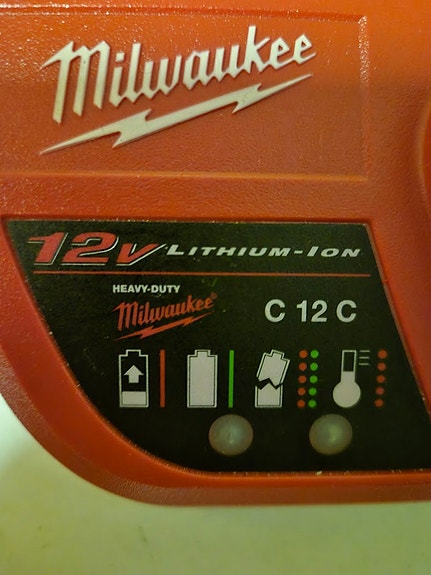 Milwaukee
12V LITHIUM-ION
HEAVY-DUTY
Milwaukee®
C 12 C